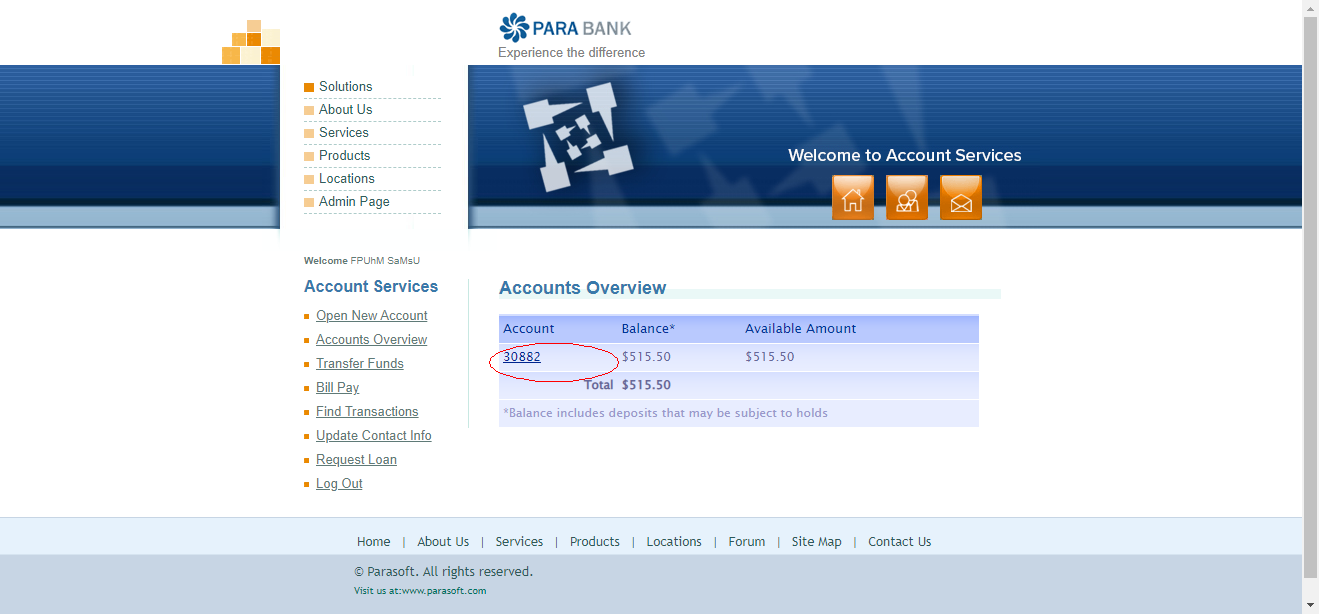 PARA BANK
Experience the difference
Solutions
About Us
Services
Products
Locations
Admin Page
Welcome to Account Services
Welcome FPUhM SaMsU
Account Services
Open New Account
Accounts Overview
Transfer Funds
Bill Pay
Find Transactions
Update Contact Info
Request Loan
Log Out
Accounts Overview
Account Balance* Available Amount
30882 $515.50 $515.50
Total $515.50
*Balance includes deposits that may be subject to holds
Home | About Us | Services | Products | Locations | Forum | Site Map | Contact Us
© Parasoft. All rights reserved.
Visit us at:www.parasoft.com